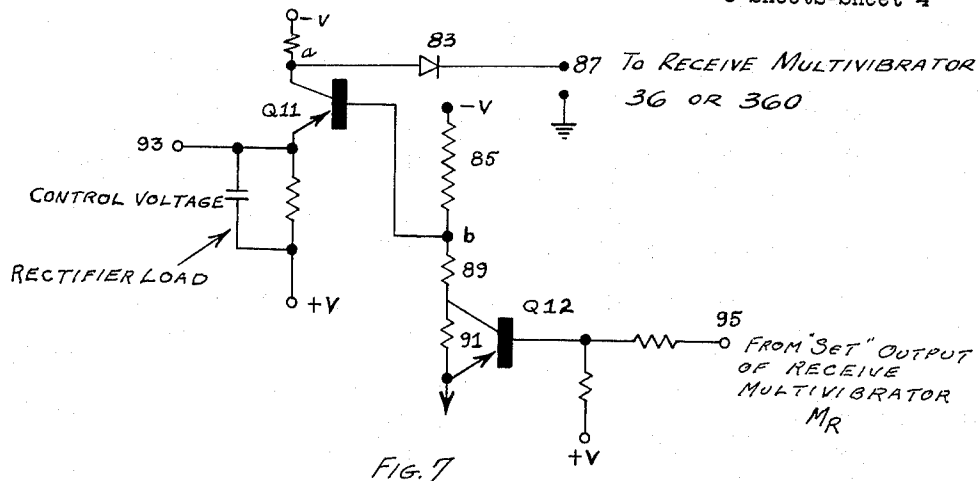 Sheets-Sheet 4
-V
a
83
87 TO RECEIVE MULTIVIBRATOR
36 OR 360
Q11
-V
93
85
CONTROL VOLTAGE
b
RECTIFIER LOAD
89
+V
Q12
91
95
FROM "SET" OUTPUT
OF RECEIVE
MULTIVIBRATOR
MR
+V
FIG. 7